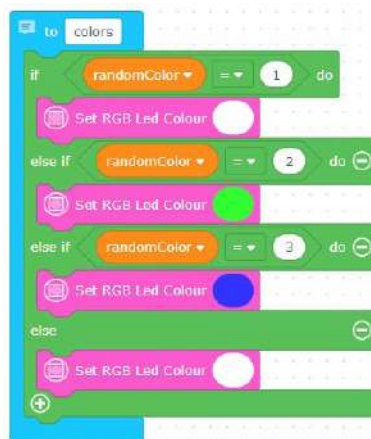 to colors
if randomColor = 1 do
Set RGB Led Colour
else if randomColor = 2 do
Set RGB Led Colour
else if randomColor = 3 do
Set RGB Led Colour
else
Set RGB Led Colour